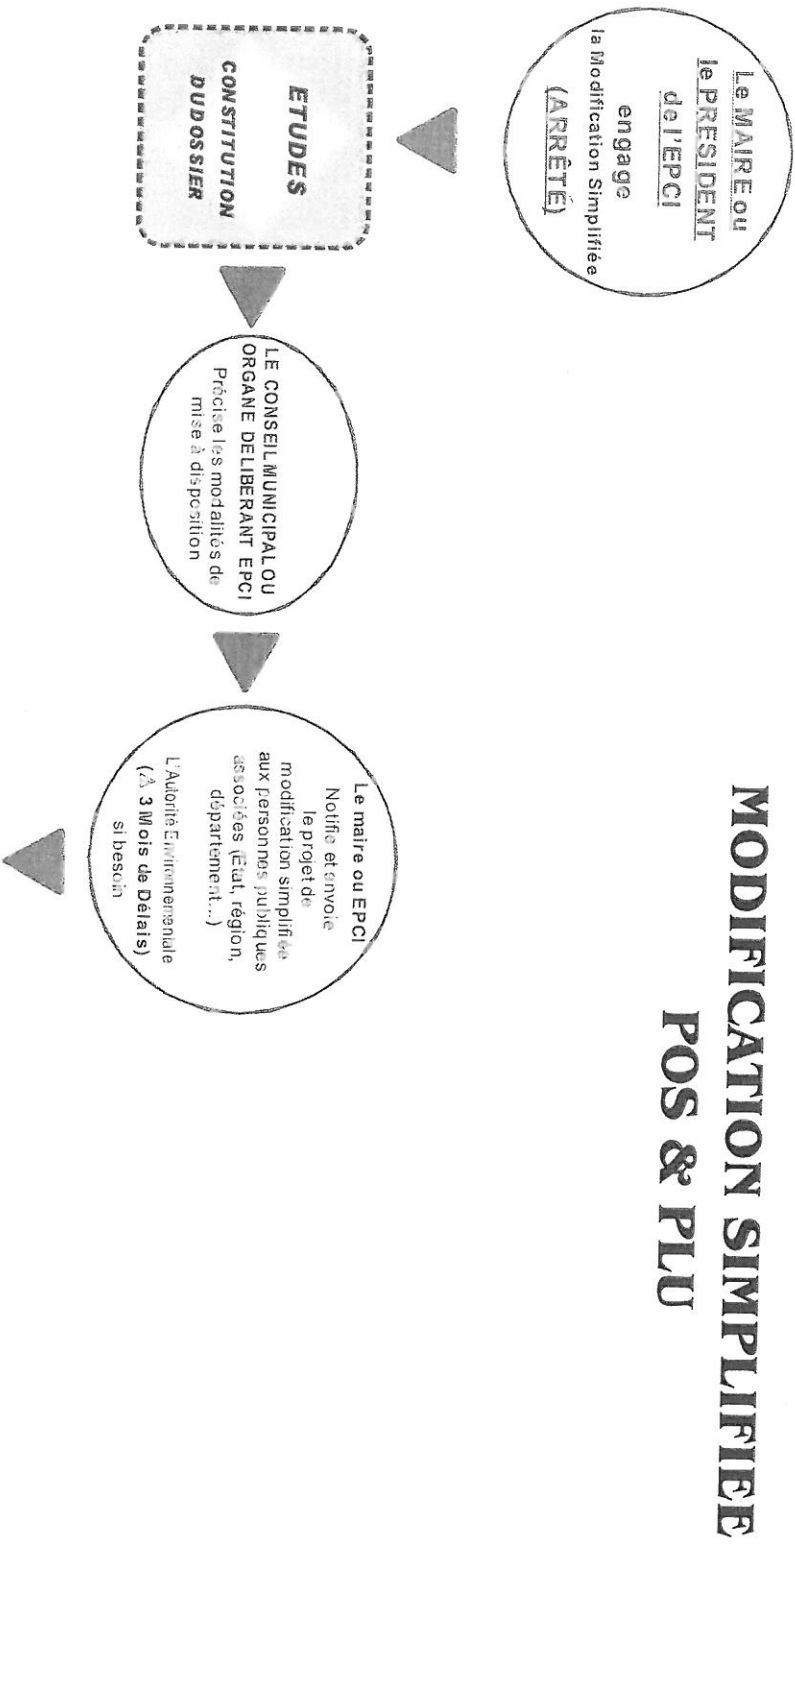 MODIFICATION SIMPLIFIEE
POS & PLU
Le MAIRE ou
le PRESIDENT
de l'EPCI
engage
la Modification Simplifiée
(ARRÊTÉ)
ETUDES
CONSTITUTION
DU DOSSIER
LE CONSEIL MUNICIPAL OU
ORGANE DELIBERANT EPCI
Précise les modalités de
mise à disposition
Le maire ou EPCI
Notifie et envoie
le projet de
modification simplifiée
aux personnes publiques
associées (État, région,
département...)
L'Autorité Environnementale
(⚠ 3 Mois de Délais)
si besoin